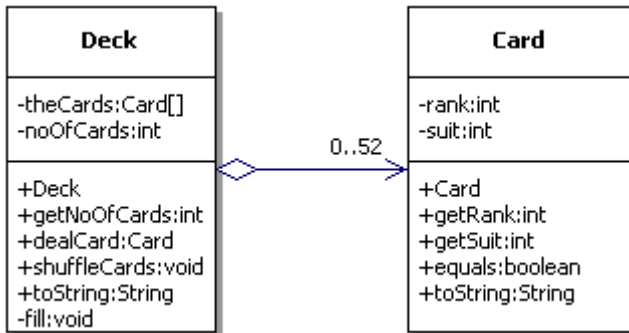 Deck
-theCards:Card[]
-noOfCards:int
+Deck
+getNoOfCards:int
+dealCard:Card
+shuffleCards:void
+toString:String
-fill:void
0..52
Card
-rank:int
-suit:int
+Card
+getRank:int
+getSuit:int
+equals:boolean
+toString:String